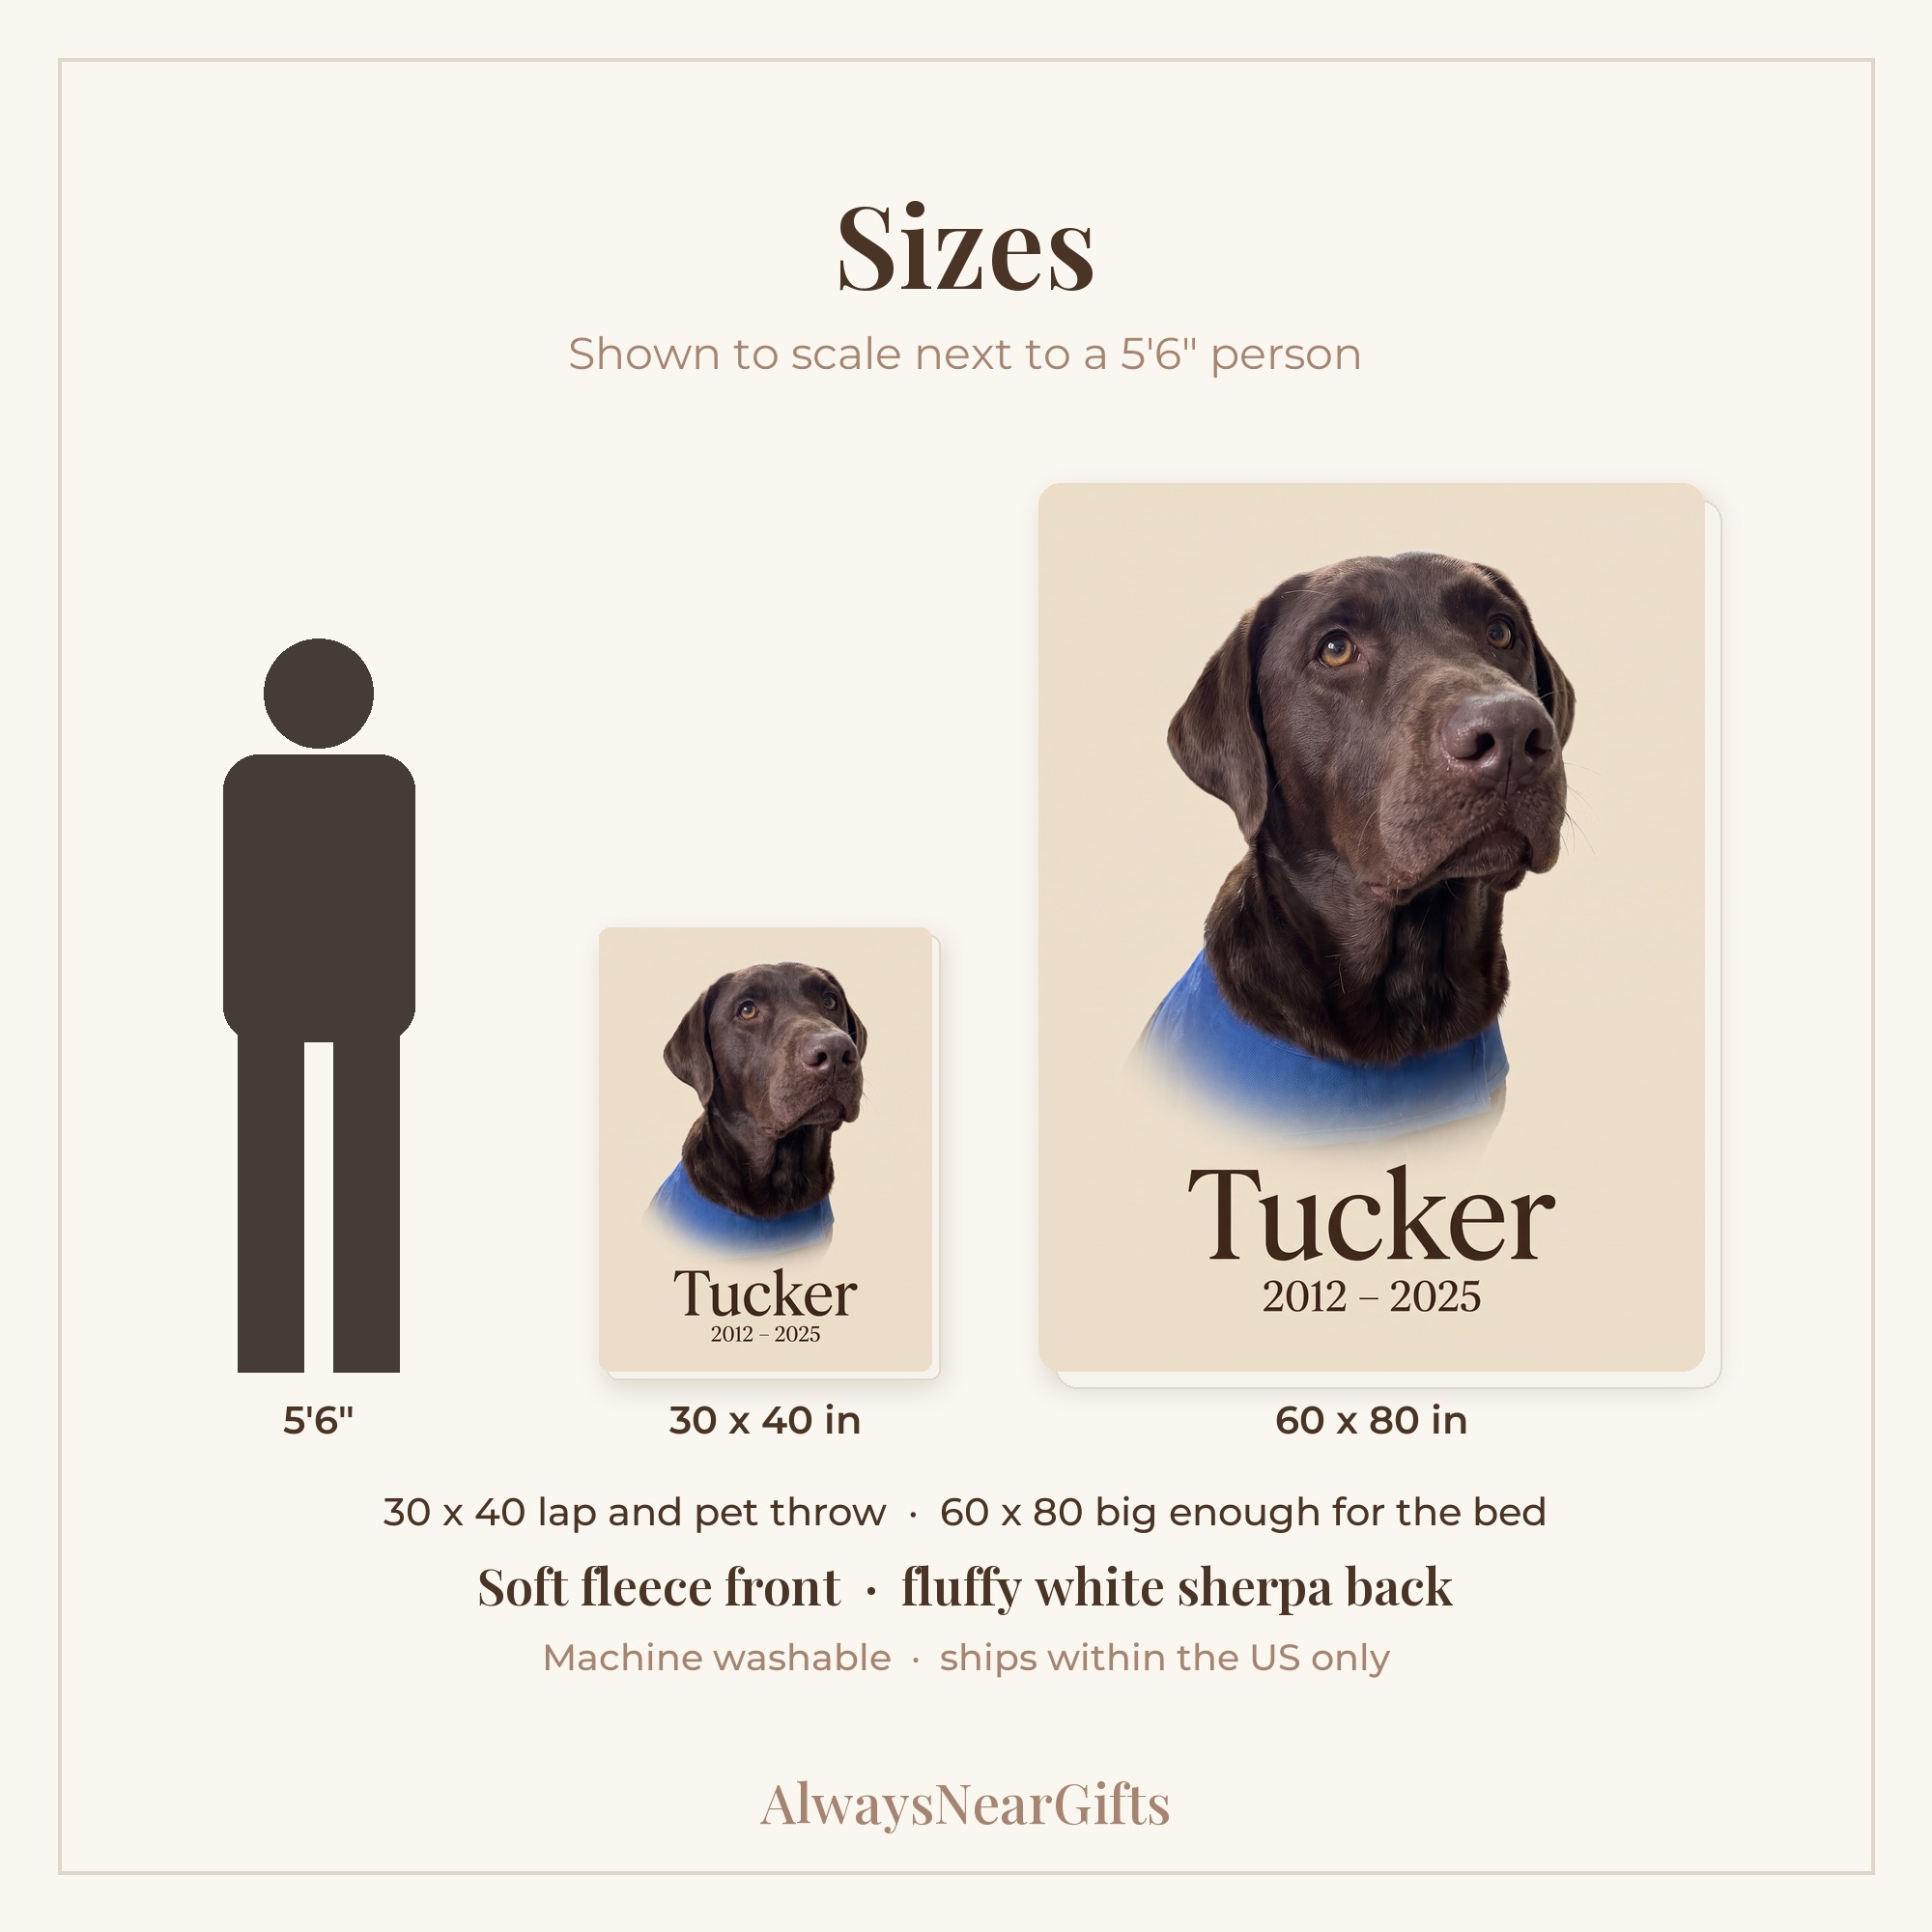 Sizes
Shown to scale next to a 5'6" person
Tucker
2012 – 2025
Tucker
2012 – 2025
5'6"
30 x 40 in
60 x 80 in
30 x 40 lap and pet throw · 60 x 80 big enough for the bed
Soft fleece front · fluffy white sherpa back
Machine washable · ships within the US only
AlwaysNearGifts